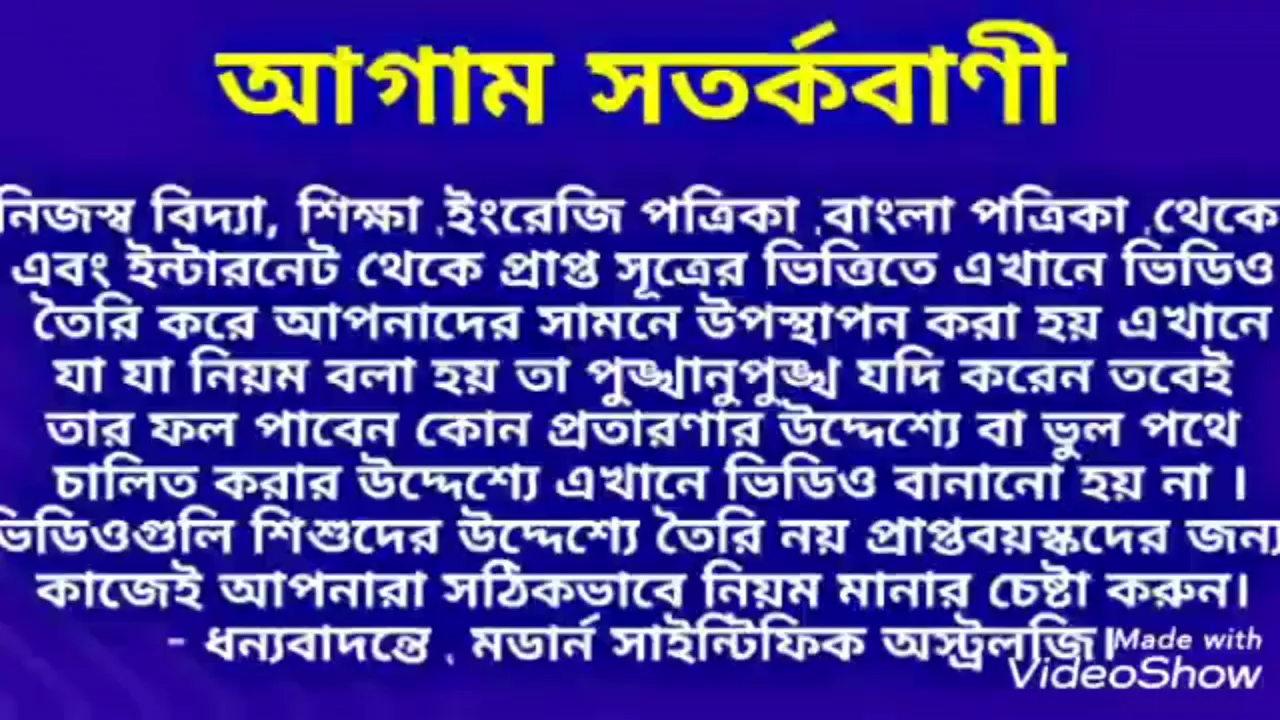 আগাম সতর্কবাণী
নিজস্ব বিদ্যা, শিক্ষা ,ইংরেজি পত্রিকা ,বাংলা পত্রিকা ,থেকে
এবং ইন্টারনেট থেকে প্রাপ্ত সূত্রের ভিত্তিতে এখানে ভিডিও
তৈরি করে আপনাদের সামনে উপস্থাপন করা হয় এখানে
যা যা নিয়ম বলা হয় তা পুঙ্খানুপুঙ্খ যদি করেন তবেই
তার ফল পাবেন কোন প্রতারণার উদ্দেশ্যে বা ভুল পথে
চালিত করার উদ্দেশ্যে এখানে ভিডিও বানানো হয় না ।
ভিডিওগুলি শিশুদের উদ্দেশ্যে তৈরি নয় প্রাপ্তবয়স্কদের জন্য
কাজেই আপনারা সঠিকভাবে নিয়ম মানার চেষ্টা করুন।
- ধন্যবাদন্তে , মডার্ন সাইন্টিফিক অস্ট্রলজি।
Made with
VideoShow